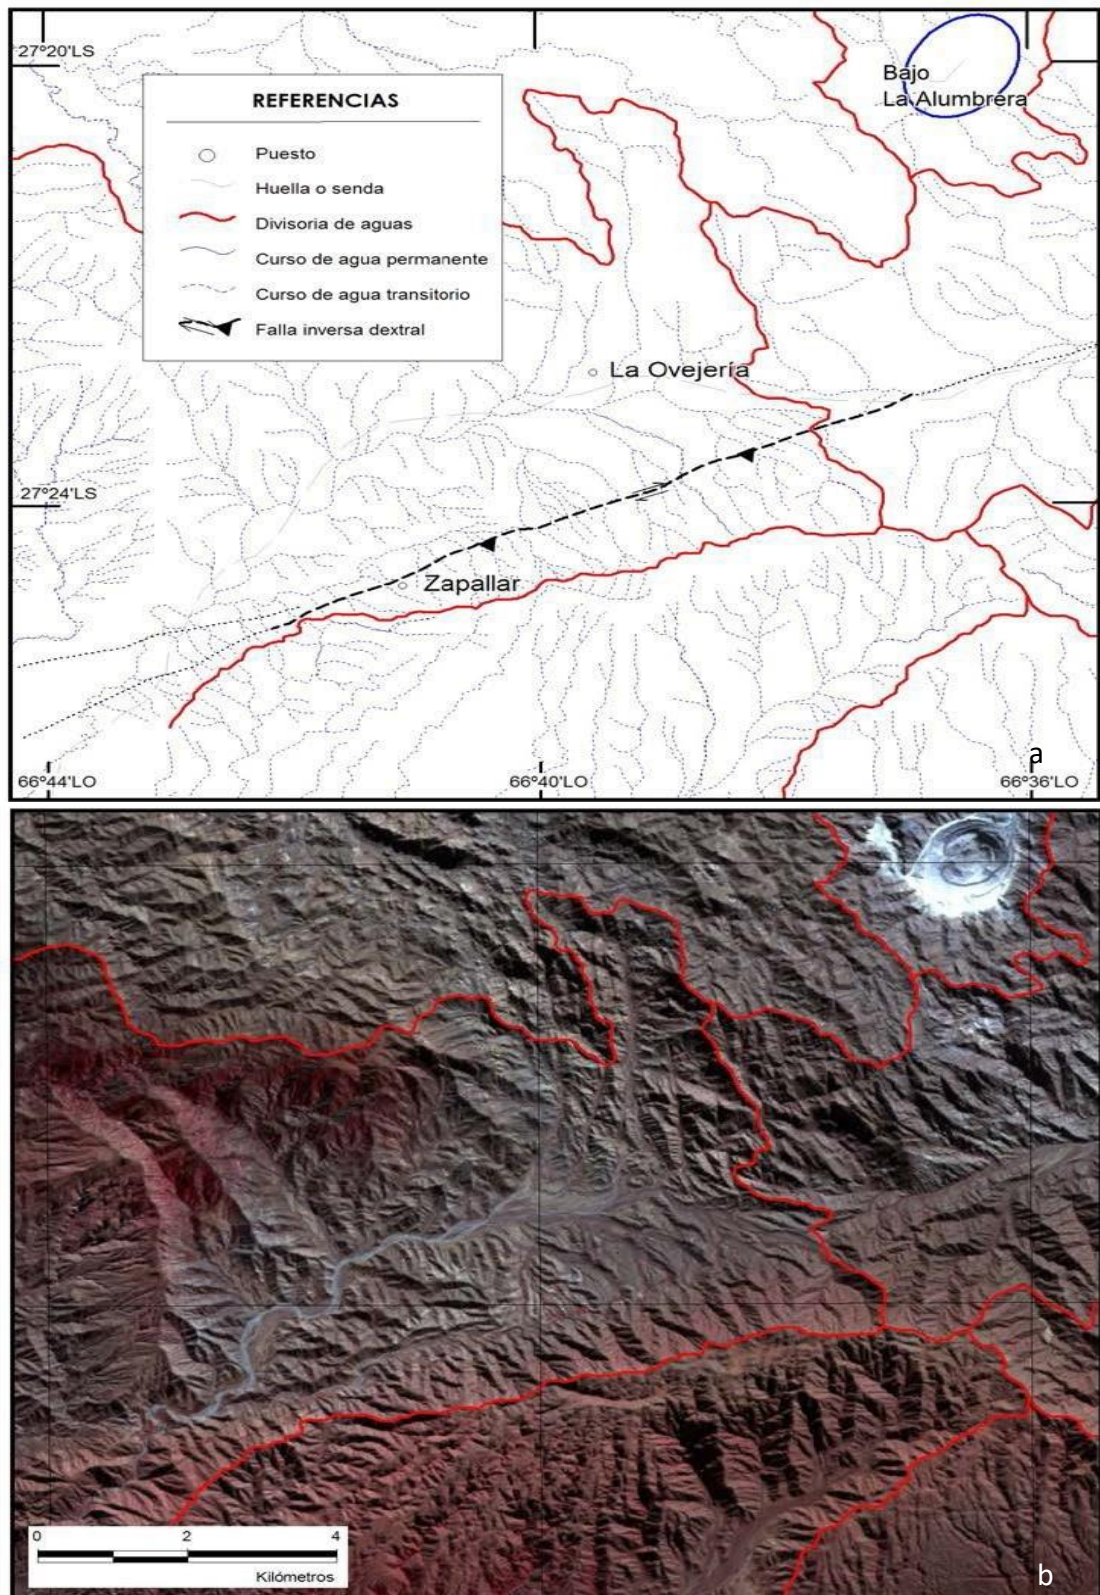 27°20'LS
Bajo
La Alumbrera
REFERENCIAS
Puesto
Huella o senda
Divisoria de aguas
Curso de agua permanente
Curso de agua transitorio
Falla inversa dextral
La Ovejería
27°24'LS
Zapallar
a
66°44'LO
66°40'LO
66°36'LO
0
2
4
Kilómetros
b